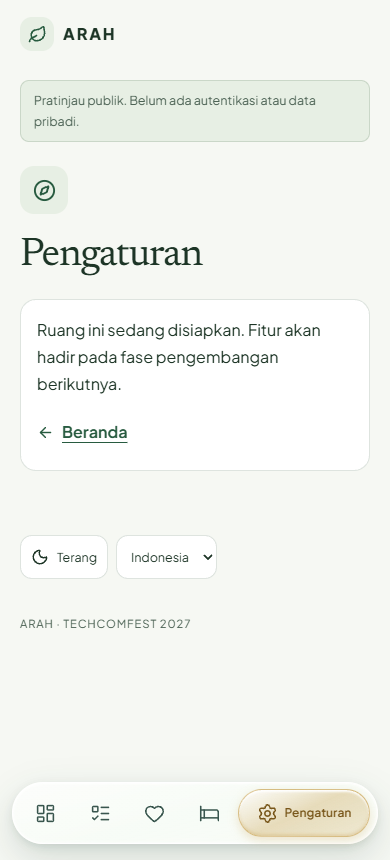 ARAH
Pratinjau publik. Belum ada autentikasi atau data
pribadi.
Pengaturan
Ruang ini sedang disiapkan. Fitur akan
hadir pada fase pengembangan
berikutnya.
Beranda
Terang
Indonesia
ARAH · TECHCOMFEST 2027
Pengaturan